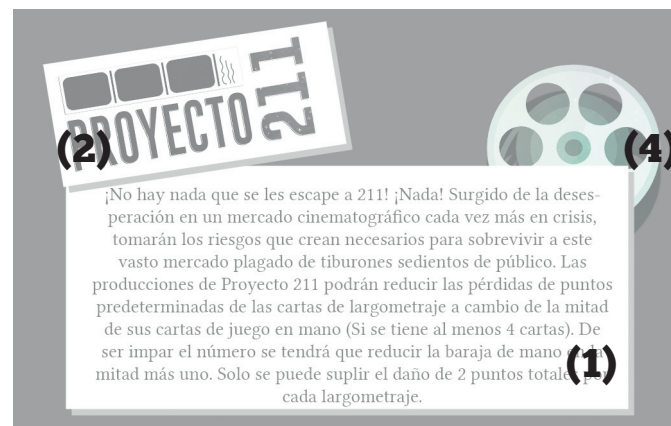 PROYECTO 211
(2)
(4)
¡No hay nada que se les escape a 211! ¡Nada! Surgido de la deses-
peración en un mercado cinematográfico cada vez más en crisis,
tomarán los riesgos que crean necesarios para sobrevivir a este
vasto mercado plagado de tiburones sedientos de público. Las
producciones de Proyecto 211 podrán reducir las pérdidas de puntos
predeterminadas de las cartas de largometraje a cambio de la mitad
de sus cartas de juego en mano (Si se tiene al menos 4 cartas). De
ser impar el número se tendrá que reducir la baraja de mano en la
mitad más uno. Solo se puede suplir el daño de 2 puntos totales por
cada largometraje.
(1)